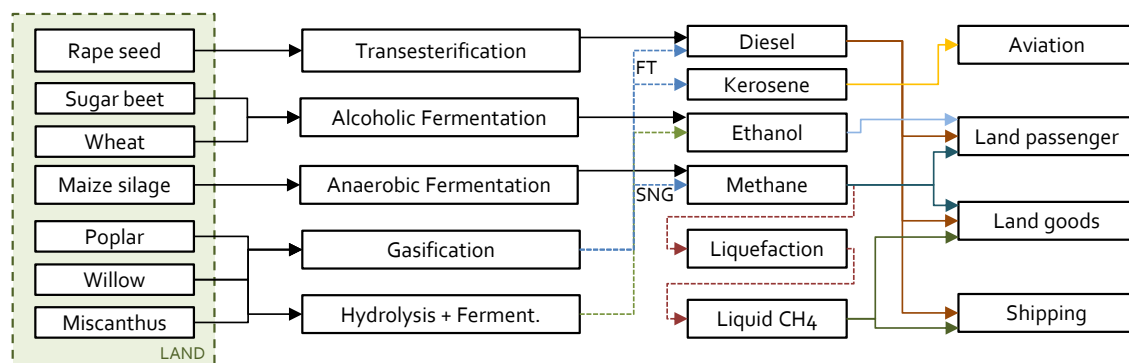 Rape seed
Sugar beet
Wheat
Maize silage
Poplar
Willow
Miscanthus
LAND
Transesterification
Alcoholic Fermentation
Anaerobic Fermentation
Gasification
Hydrolysis + Ferment.
FT
SNG
Diesel
Kerosene
Ethanol
Methane
Liquefaction
Liquid CH4
Aviation
Land passenger
Land goods
Shipping